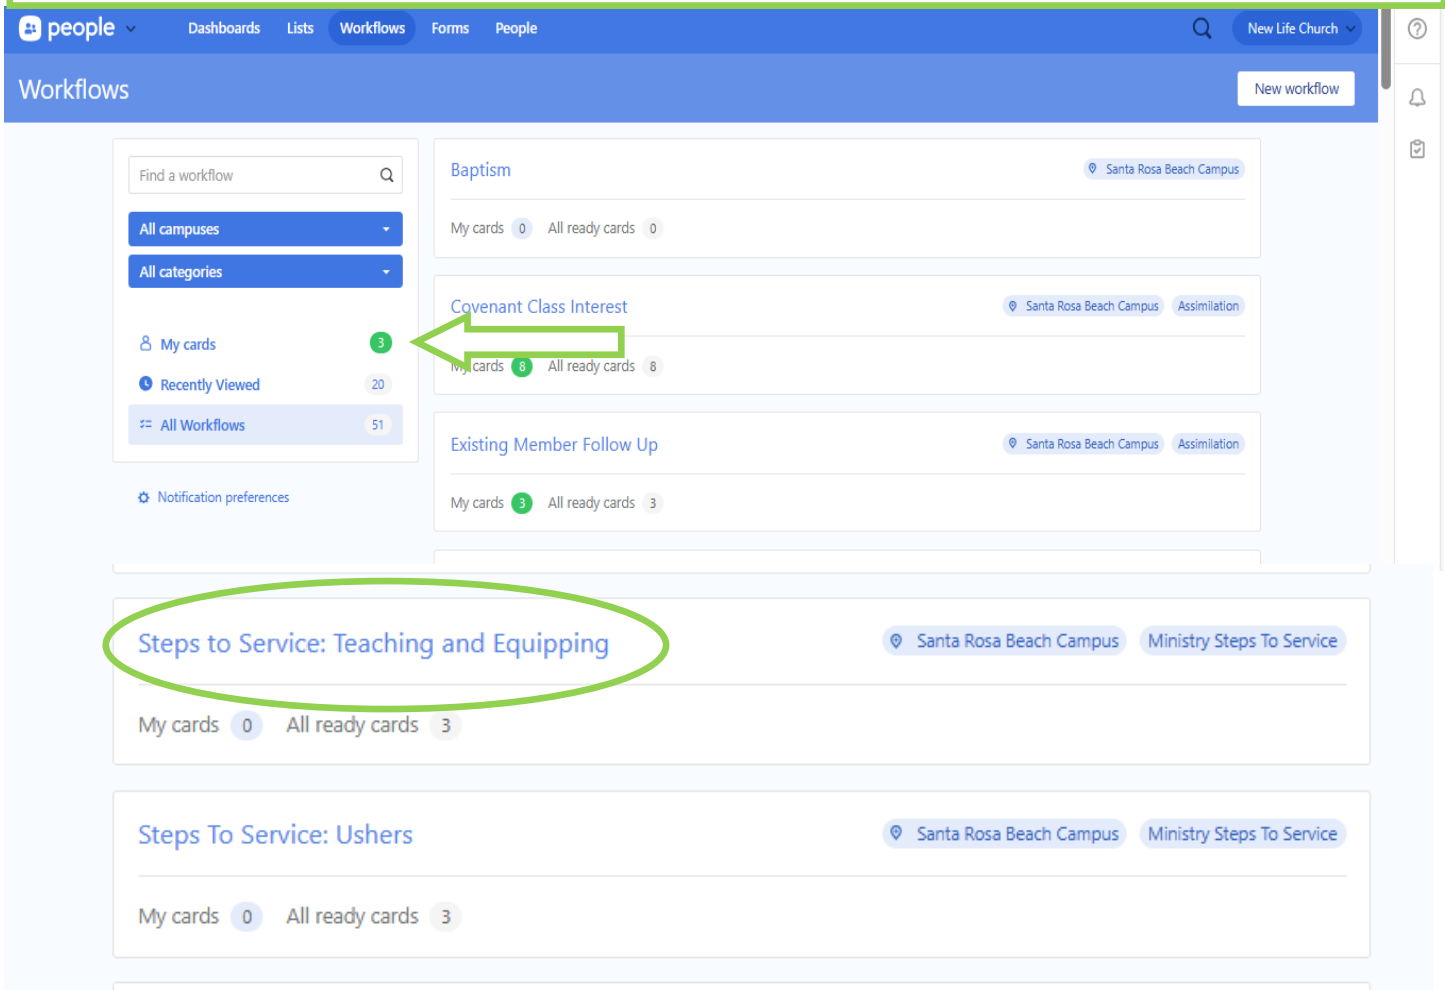 people Dashboards Lists Workflows Forms People New Life Church
Workflows New workflow
Find a workflow
All campuses
All categories
My cards 3
Recently Viewed 20
All Workflows 51
Notification preferences
Baptism Santa Rosa Beach Campus
My cards 0 All ready cards 0
Covenant Class Interest Santa Rosa Beach Campus Assimilation
My cards 8 All ready cards 8
Existing Member Follow Up Santa Rosa Beach Campus Assimilation
My cards 3 All ready cards 3
Steps to Service: Teaching and Equipping Santa Rosa Beach Campus Ministry Steps To Service
My cards 0 All ready cards 3
Steps To Service: Ushers Santa Rosa Beach Campus Ministry Steps To Service
My cards 0 All ready cards 3